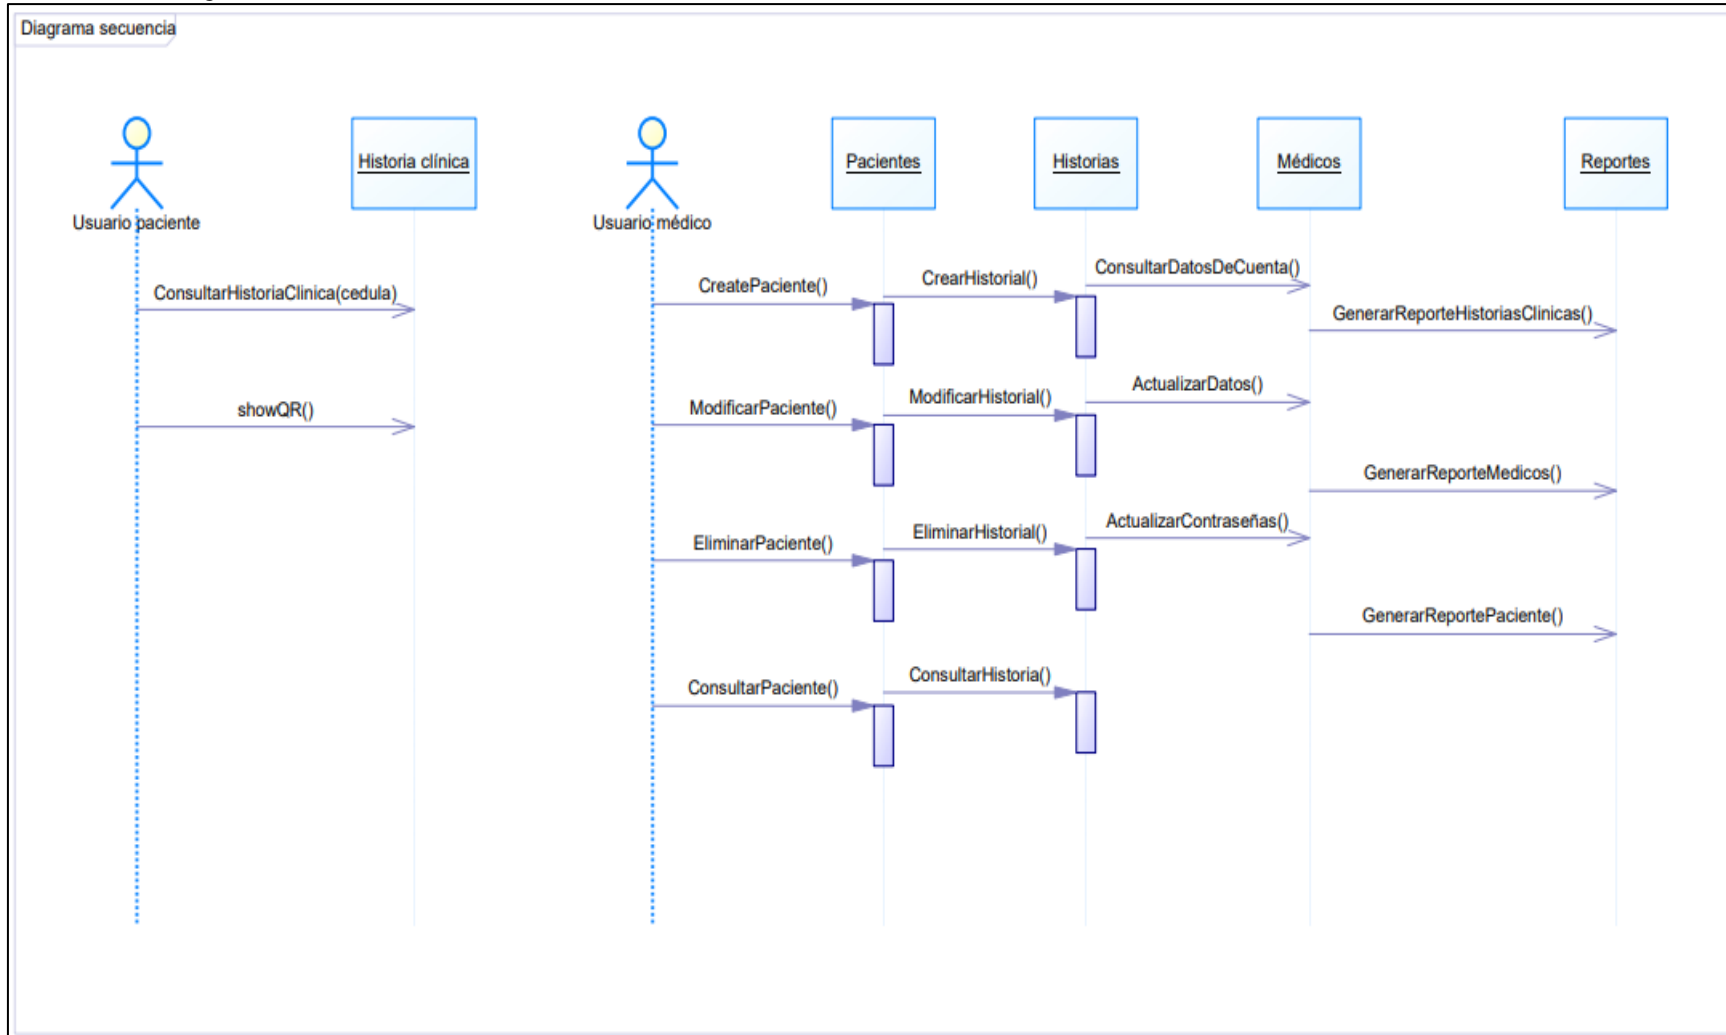 Diagrama secuencia
Historia clínica
Pacientes
Historias
Médicos
Reportes
Usuario paciente
Usuario médico
ConsultarDatosDeCuenta()
CrearHistorial()
CreatePaciente()
ConsultarHistoriaClinica(cedula)
GenerarReporteHistoriasClinicas()
ActualizarDatos()
ModificarHistorial()
ModificarPaciente()
showQR()
GenerarReporteMedicos()
ActualizarContraseñas()
EliminarHistorial()
EliminarPaciente()
GenerarReportePaciente()
ConsultarHistoria()
ConsultarPaciente()